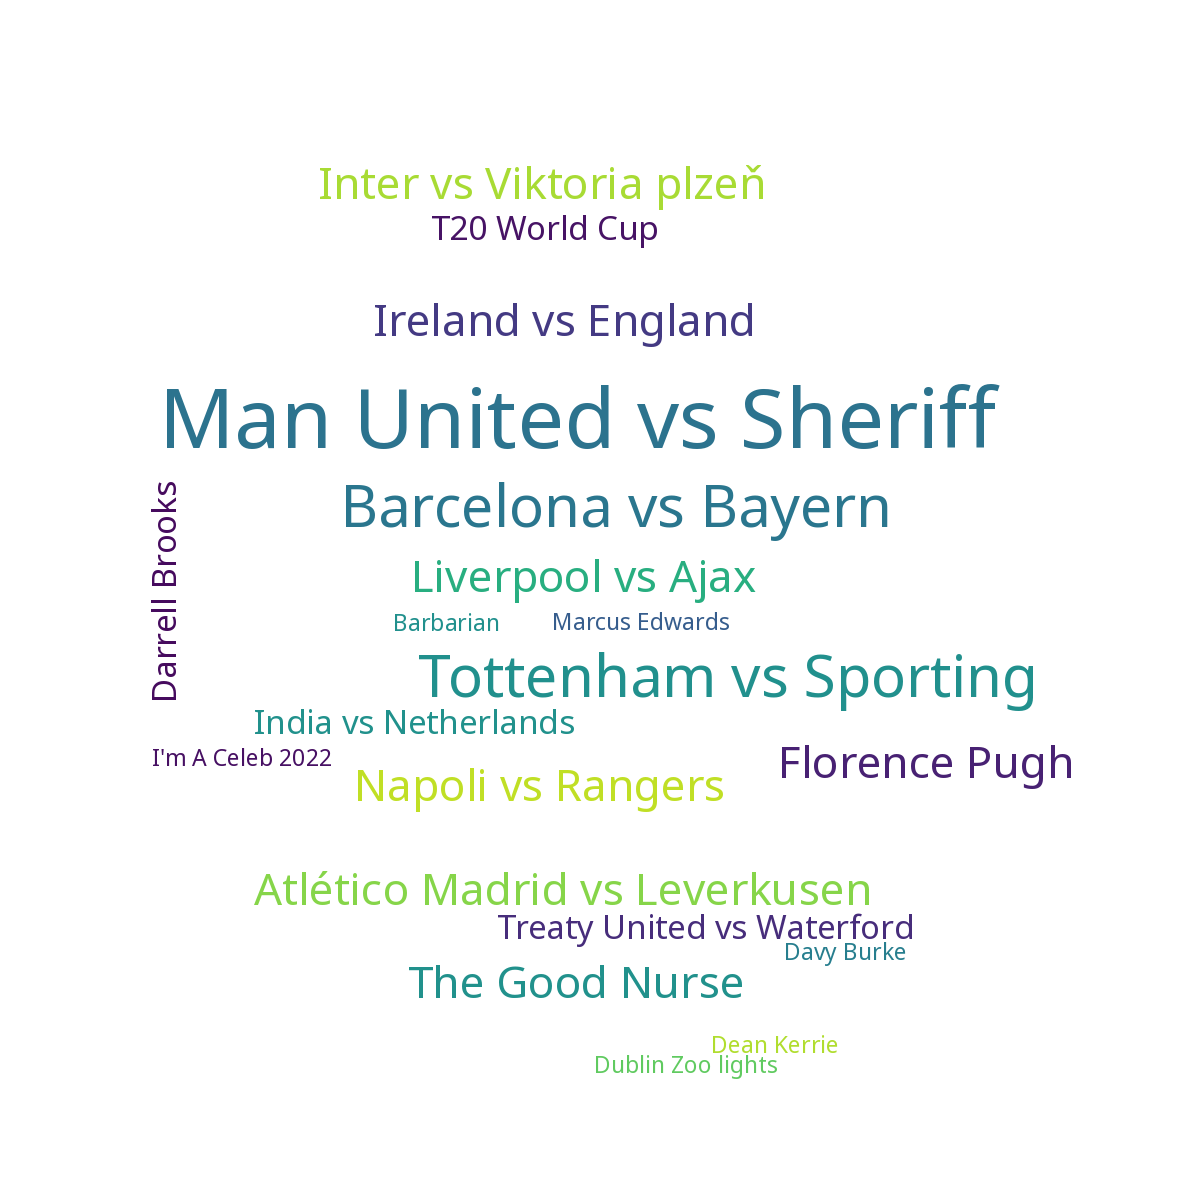 Inter vs Viktoria plzeň
T20 World Cup
Ireland vs England
Man United vs Sheriff
Darrell Brooks
Barcelona vs Bayern
Liverpool vs Ajax
Barbarian
Marcus Edwards
Tottenham vs Sporting
India vs Netherlands
I'm A Celeb 2022
Florence Pugh
Napoli vs Rangers
Atlético Madrid vs Leverkusen
Treaty United vs Waterford
Davy Burke
The Good Nurse
Dean Kerrie
Dublin Zoo lights